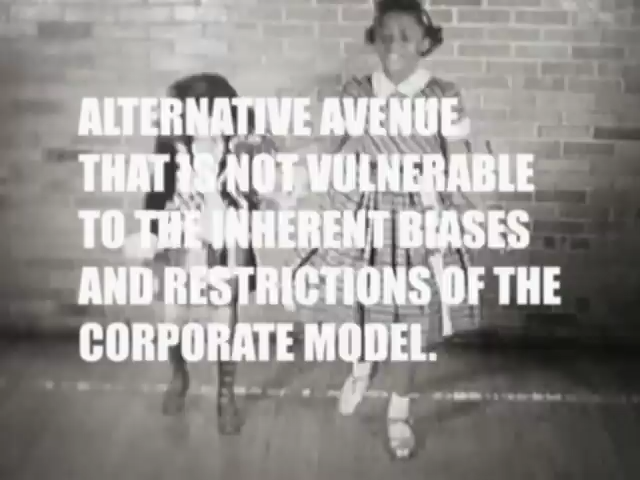 ALTERNATIVE AVENUE
THAT IS NOT VULNERABLE
TO THE INHERENT BIASES
AND RESTRICTIONS OF THE
CORPORATE MODEL.